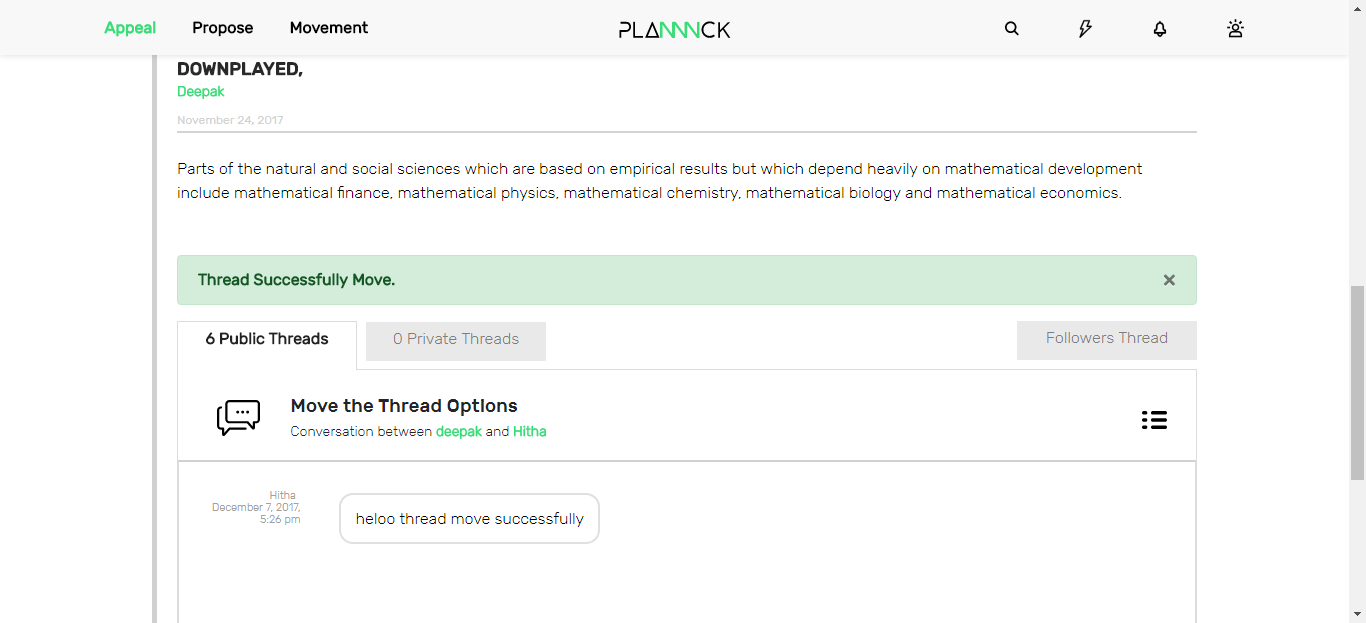 Appeal Propose Movement PLANNNCK
DOWNPLAYED,
Deepak
November 24, 2017
Parts of the natural and social sciences which are based on empirical results but which depend heavily on mathematical development
include mathematical finance, mathematical physics, mathematical chemistry, mathematical biology and mathematical economics.
Thread Successfully Move. ×
6 Public Threads 0 Private Threads Followers Thread
Move the Thread Options
Conversation between deepak and Hitha
Hitha
December 7, 2017,
5:26 pm
heloo thread move successfully